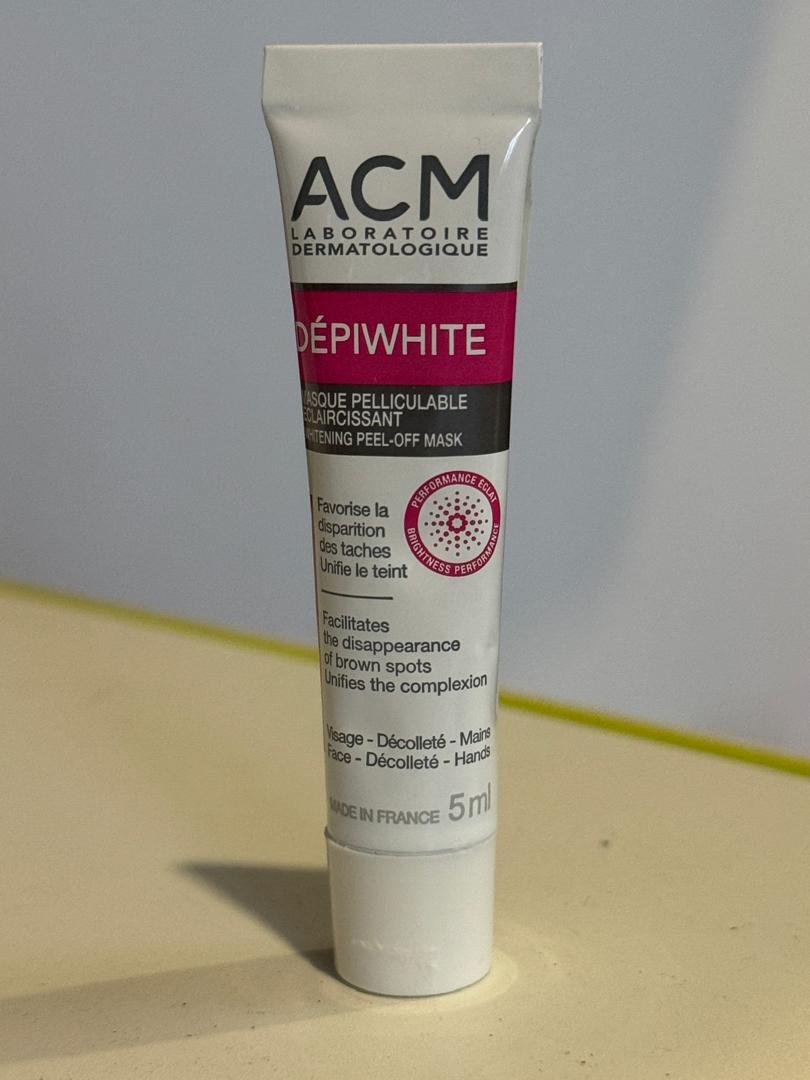 ACM
LABORATOIRE
DERMATOLOGIQUE
DÉPIWHITE
MASQUE PELLICULABLE
ÉCLAIRCISSANT
WHITENING PEEL-OFF MASK
PERFORMANCE ÉCLAT
BRIGHTNESS PERFORMANCE
Favorise la
disparition
des taches
Unifie le teint
Facilitates
the disappearance
of brown spots
Unifies the complexion
Visage - Décolleté - Mains
Face - Décolleté - Hands
MADE IN FRANCE 5ml